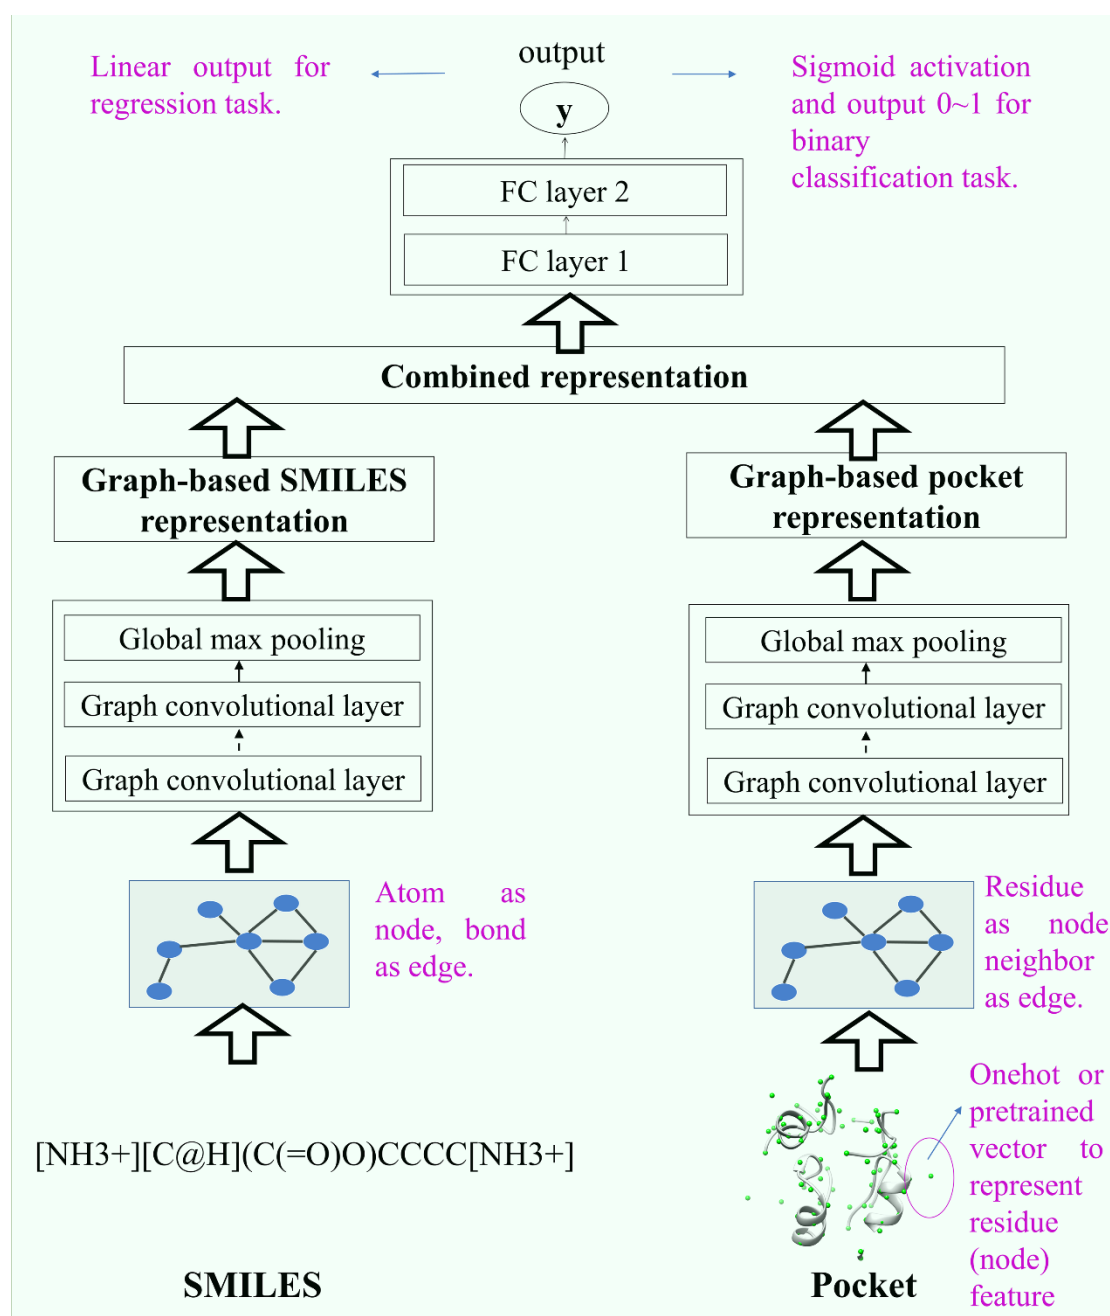 output
Linear output for
regression task.
y
Sigmoid activation
and output 0~1 for
binary
classification task.
FC layer 2
FC layer 1
Combined representation
Graph-based SMILES
representation
Graph-based pocket
representation
Global max pooling
Graph convolutional layer
Graph convolutional layer
Global max pooling
Graph convolutional layer
Graph convolutional layer
Atom as
node, bond
as edge.
Residue
as node
neighbor
as edge.
[NH3+][C@H](C(=O)O)CCCC[NH3+]
Onehot or
pretrained
vector to
represent
residue
(node)
feature
SMILES
Pocket